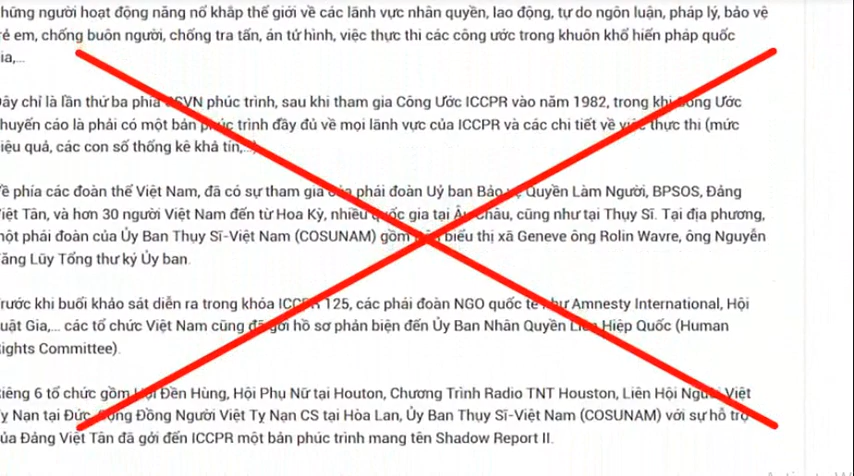 hững người hoạt động năng nổ khắp thế giới về các lãnh vực nhân quyền, lao động, tự do ngôn luận, pháp lý, bảo vệ
rẻ em, chống buôn người, chống tra tấn, án tử hình, việc thực thi các công ước trong khuôn khổ hiến pháp quốc
ia,...
ây chỉ là lần thứ ba phía CSVN phúc trình, sau khi tham gia Công Ước ICCPR vào năm 1982, trong khi Công Ước
huyến cáo là phải có một bản phúc trình đầy đủ về mọi lãnh vực của ICCPR và các chi tiết về việc thực thi (mức
iệu quả, các con số thống kê khả tín,...)
ề phía các đoàn thể Việt Nam, đã có sự tham gia của phái đoàn Uỷ ban Bảo vệ Quyền Làm Người, BPSOS, Đảng
iệt Tân, và hơn 30 người Việt Nam đến từ Hoa Kỳ, nhiều quốc gia tại Âu Châu, cũng như tại Thụy Sĩ. Tại địa phương,
một phái đoàn của Ủy Ban Thụy Sĩ-Việt Nam (COSUNAM) gồm biểu thị xã Geneve ông Rolin Wavre, ông Nguyễn
ăng Lũy Tổng thư ký Ủy ban.
rước khi buổi khảo sát diễn ra trong khóa ICCPR 125, các phái đoàn NGO quốc tế như Amnesty International, Hội
uật Gia,... các tổ chức Việt Nam cũng đã gởi hồ sơ phản biện đến Ủy Ban Nhân Quyền Liên Hiệp Quốc (Human
ights Committee).
iêng 6 tổ chức gồm Hội Đền Hùng, Hội Phụ Nữ tại Houton, Chương Trình Radio TNT Houston, Liên Hội Người Việt
ỵ Nạn tại Đức, Cộng Đồng Người Việt Tỵ Nạn CS tại Hòa Lan, Ủy Ban Thụy Sĩ-Việt Nam (COSUNAM) với sự hỗ trợ
ủa Đảng Việt Tân đã gởi đến ICCPR một bản phúc trình mang tên Shadow Report II.